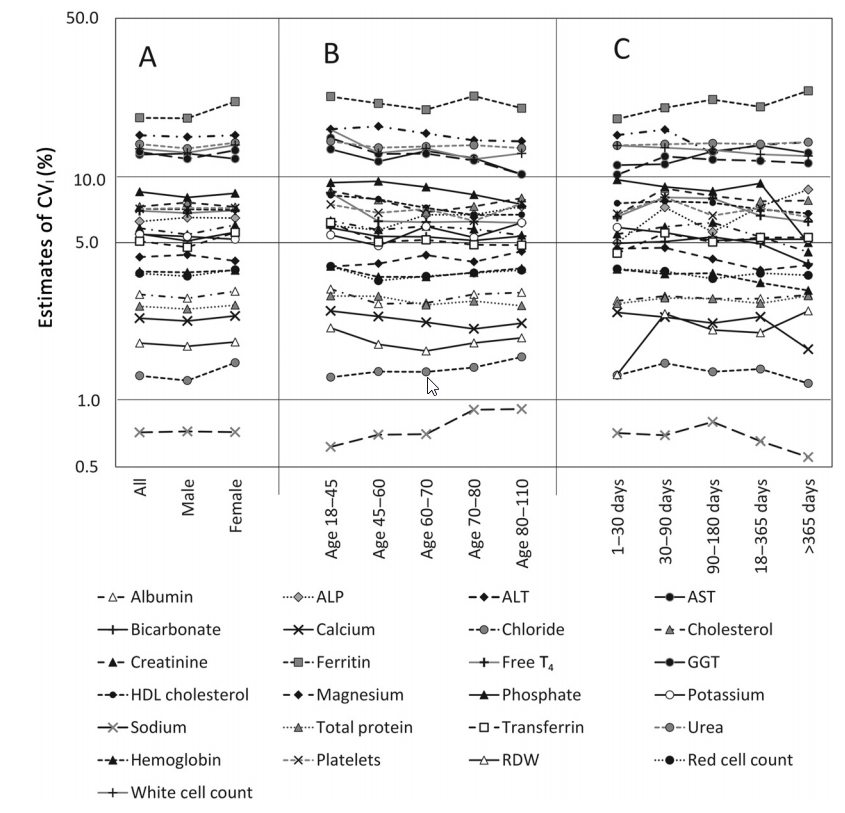 50.0
A B C
10.0
5.0
1.0
0.5
Estimates of CVI (%)
All
Male
Female
Age 18–45
Age 45–60
Age 60–70
Age 70–80
Age 80–110
1–30 days
30–90 days
90–180 days
18–365 days
>365 days
Albumin ALP ALT AST
Bicarbonate Calcium Chloride Cholesterol
Creatinine Ferritin Free T4 GGT
HDL cholesterol Magnesium Phosphate Potassium
Sodium Total protein Transferrin Urea
Hemoglobin Platelets RDW Red cell count
White cell count